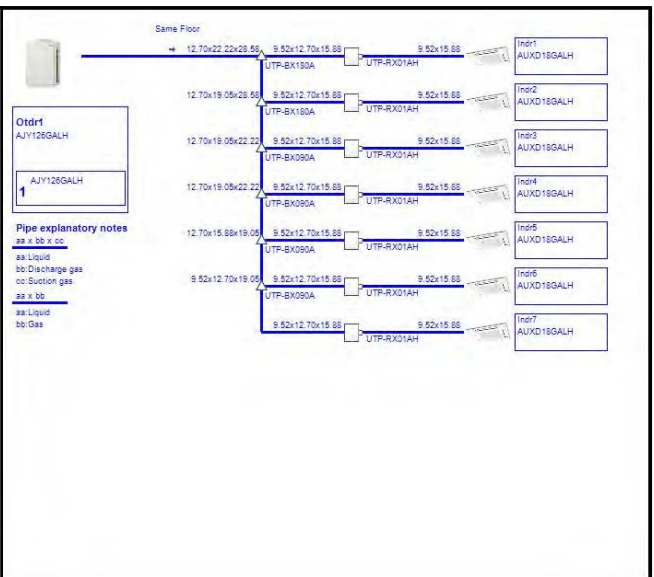 Same Floor
12.70x22.22x28.58 9.52x12.70x15.88 9.52x15.88 Indr1
UTP-BX180A UTP-RX01AH AUXD18GALH
12.70x19.05x28.58 9.52x12.70x15.88 9.52x15.88 Indr2
UTP-BX180A UTP-RX01AH AUXD18GALH
Otdr1
AJY126GALH
12.70x19.05x22.22 9.52x12.70x15.88 9.52x15.88 Indr3
UTP-BX090A UTP-RX01AH AUXD18GALH
AJY126GALH
1
12.70x19.05x22.22 9.52x12.70x15.88 9.52x15.88 Indr4
UTP-BX090A UTP-RX01AH AUXD18GALH
12.70x15.88x19.05 9.52x12.70x15.88 9.52x15.88 Indr5
UTP-BX090A UTP-RX01AH AUXD18GALH
9.52x12.70x19.05 9.52x12.70x15.88 9.52x15.88 Indr6
UTP-BX090A UTP-RX01AH AUXD18GALH
9.52x12.70x15.88 9.52x15.88 Indr7
UTP-RX01AH AUXD18GALH
Pipe explanatory notes
aa x bb x cc
aa:Liquid
bb:Discharge gas
cc:Suction gas
aa x bb
aa:Liquid
bb:Gas